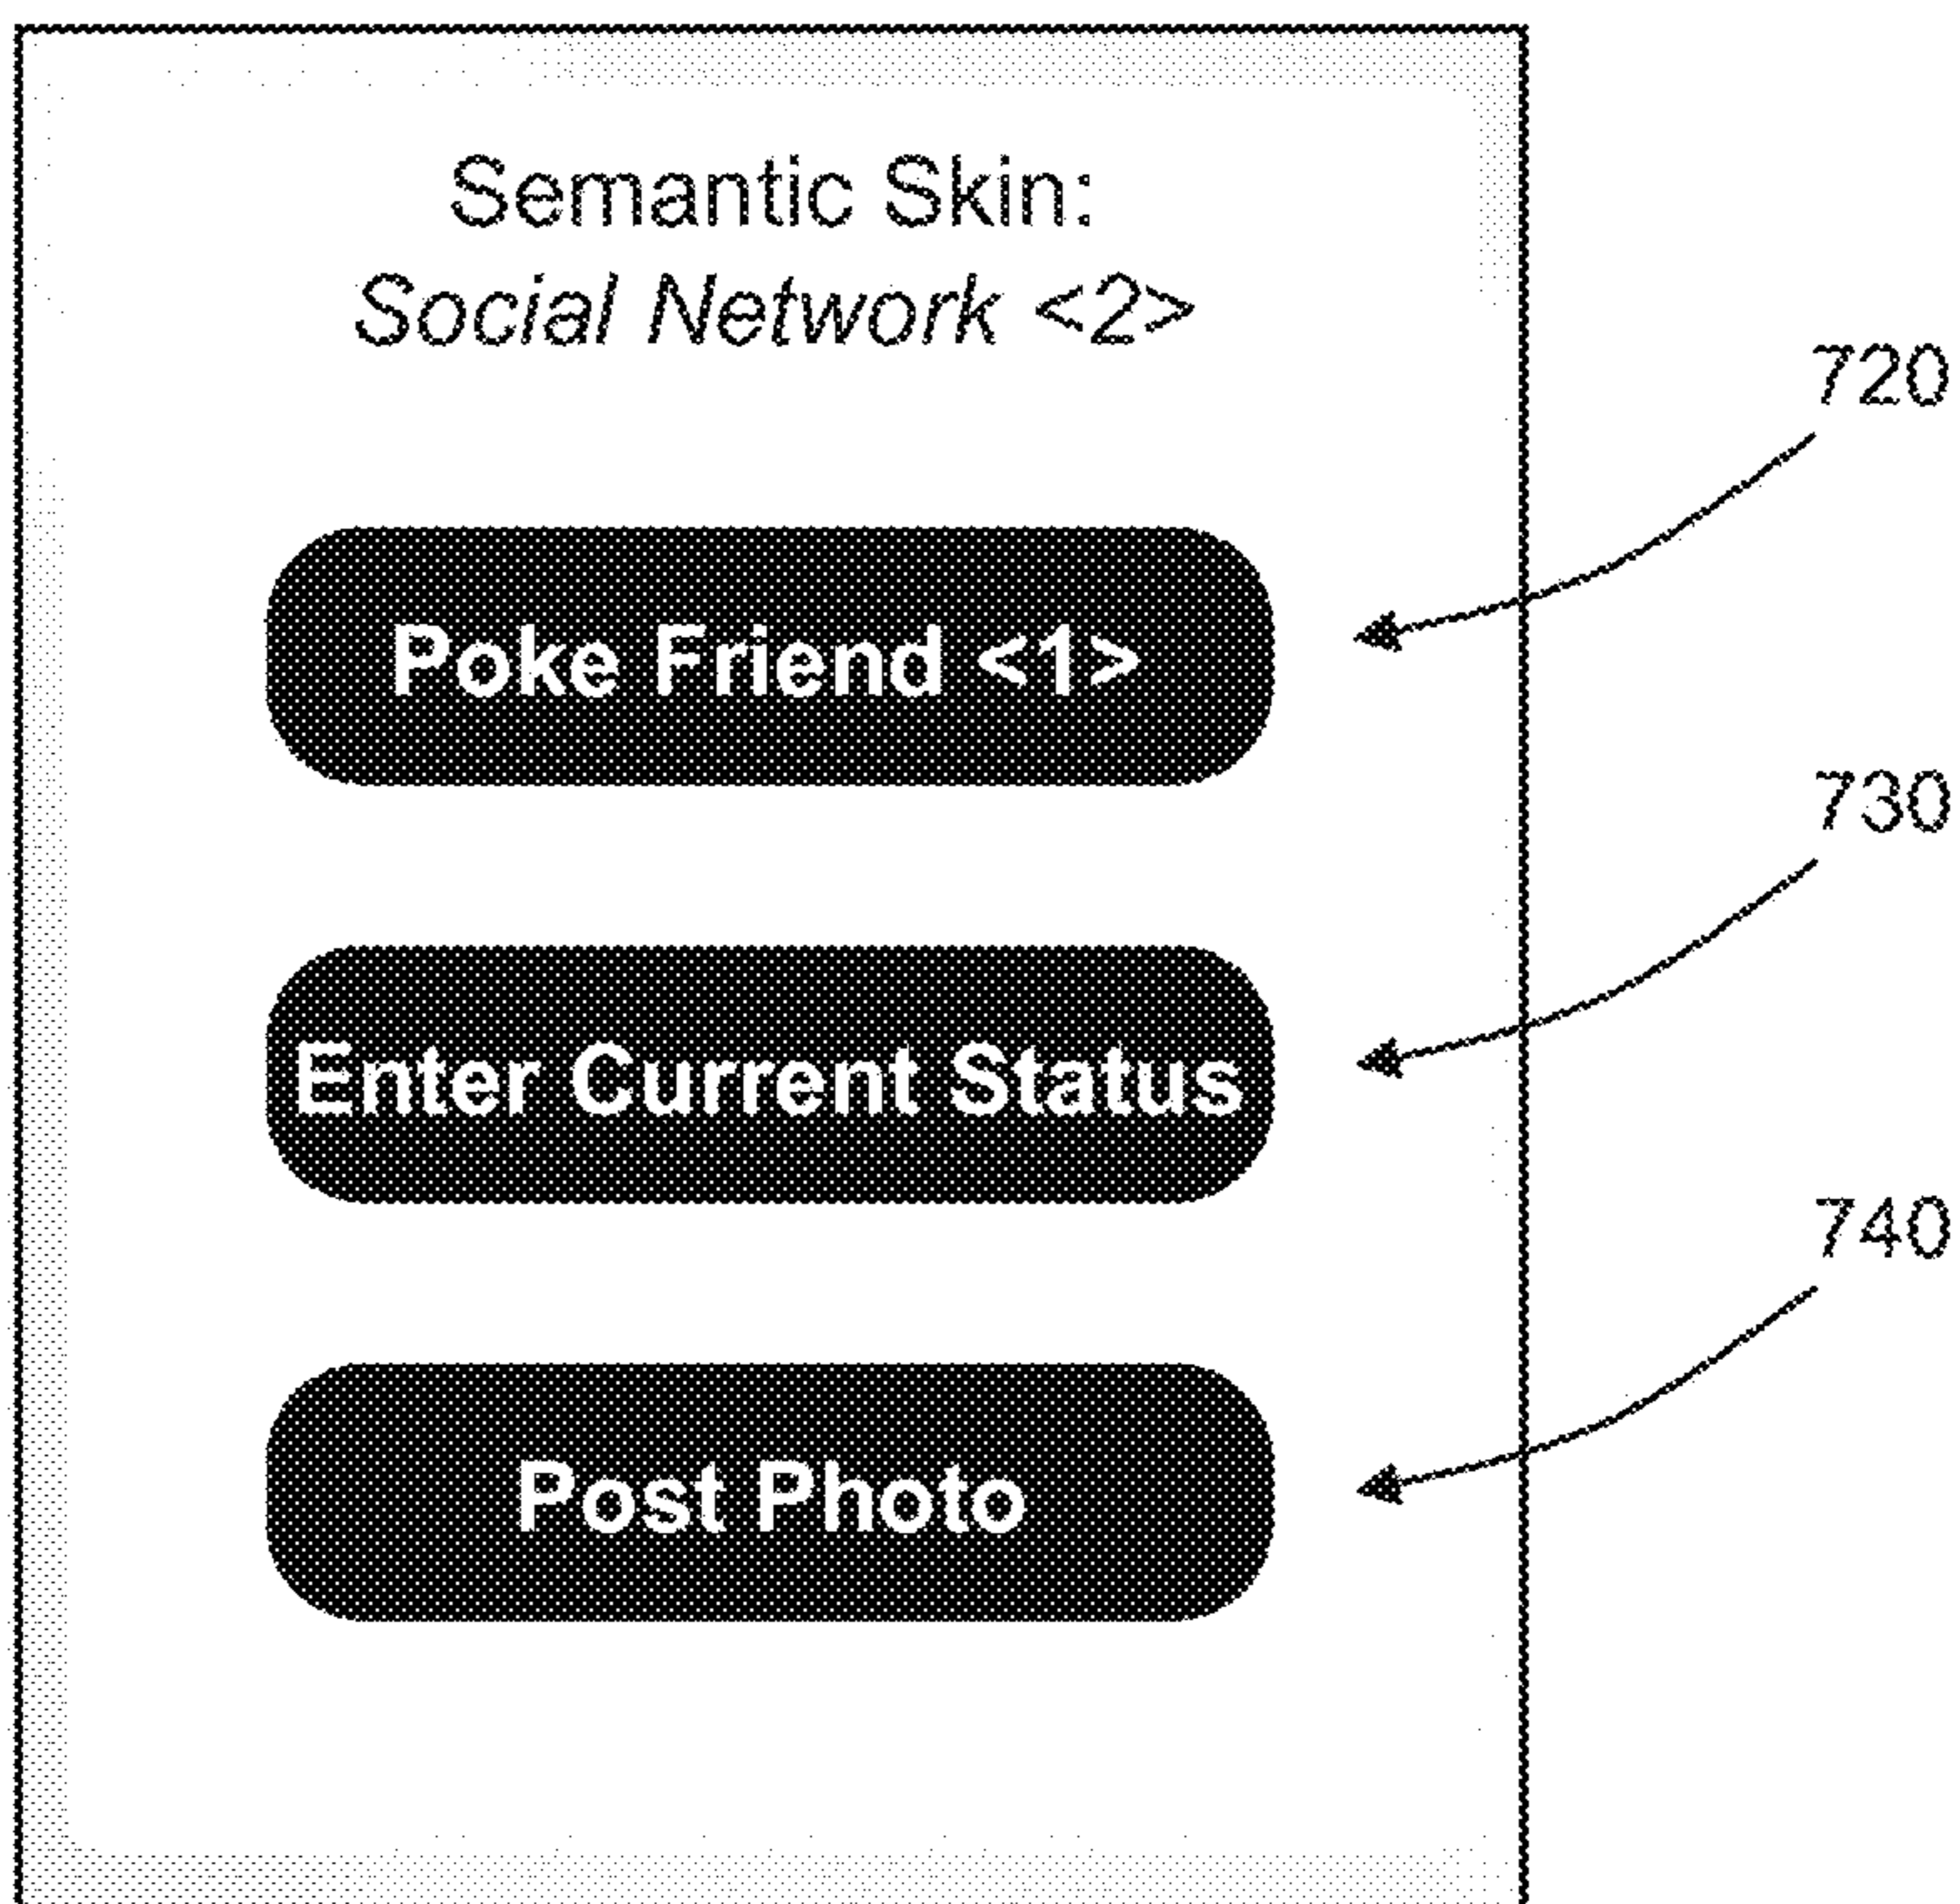 Semantic Skin:
Social Network <2>
720
Poke Friend <1>
730
Enter Current Status
740
Post Photo